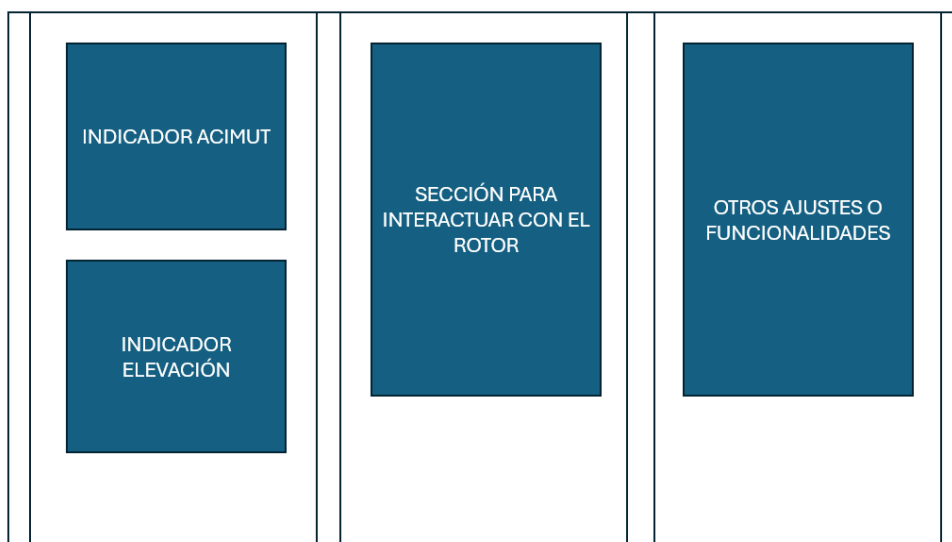 INDICADOR ACIMUT
INDICADOR
ELEVACIÓN
SECCIÓN PARA
INTERACTUAR CON EL
ROTOR
OTROS AJUSTES O
FUNCIONALIDADES